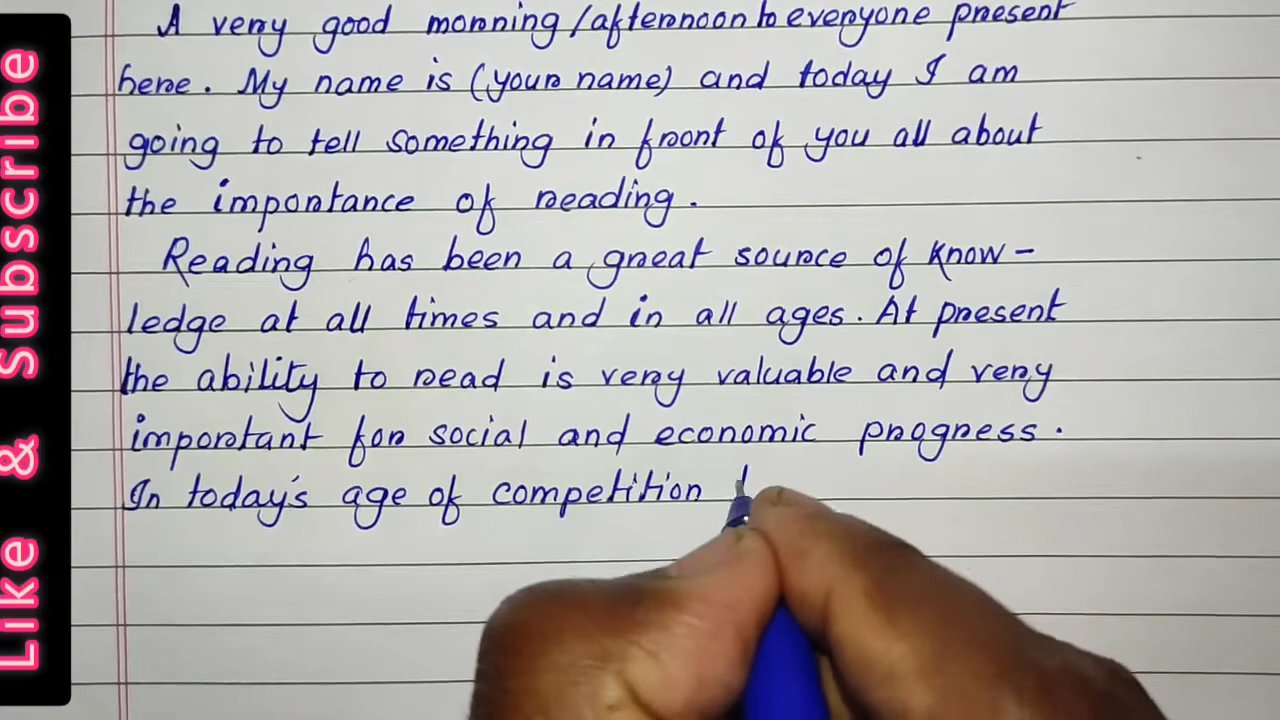 A very good morning/afternoon to everyone present
here. My name is (your name) and today I am
going to tell something in front of you all about
the importance of reading.
Reading has been a great source of know-
ledge at all times and in all ages. At present
the ability to read is very valuable and very
important for social and economic progress.
In today's age of competition
Like & Subscribe